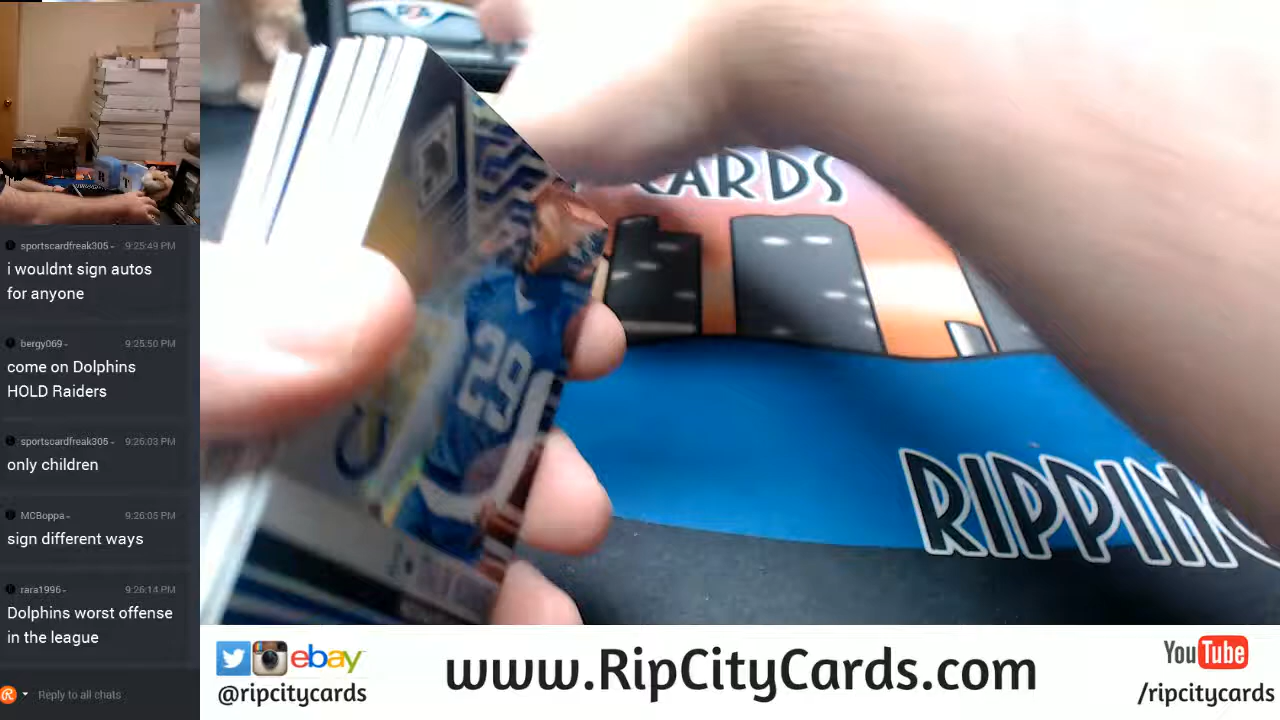 sportscardfreak305 - 9:25:49 PM
i wouldnt sign autos
for anyone
bergy069 - 9:25:50 PM
come on Dolphins
HOLD Raiders
sportscardfreak305 - 9:26:03 PM
only children
MCBoppa - 9:26:05 PM
sign different ways
rara1996 - 9:26:14 PM
Dolphins worst offense
in the league
Reply to all chats
PSA
CARDS
29
RIPPING
ebay
@ripcitycards
www.RipCityCards.com
YouTube
/ripcitycards